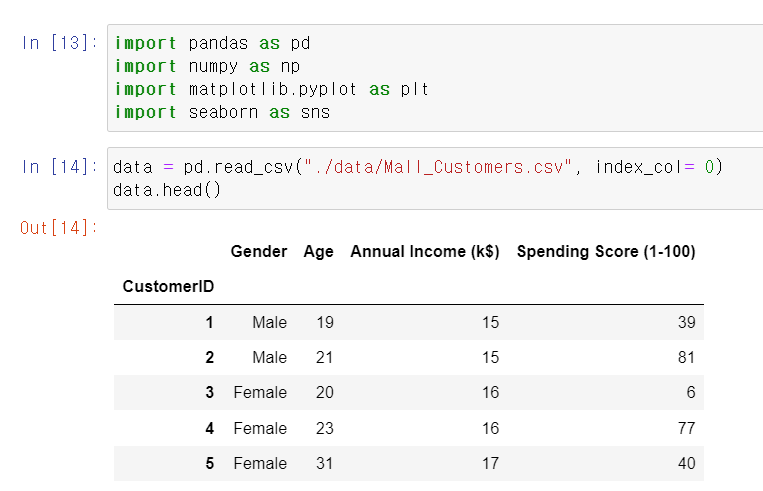 In [13]: import pandas as pd
import numpy as np
import matplotlib.pyplot as plt
import seaborn as sns
In [14]: data = pd.read_csv("./data/Mall_Customers.csv", index_col= 0)
data.head()
Out[14]:
Gender Age Annual Income (k$) Spending Score (1-100)
CustomerID
1 Male 19 15 39
2 Male 21 15 81
3 Female 20 16 6
4 Female 23 16 77
5 Female 31 17 40